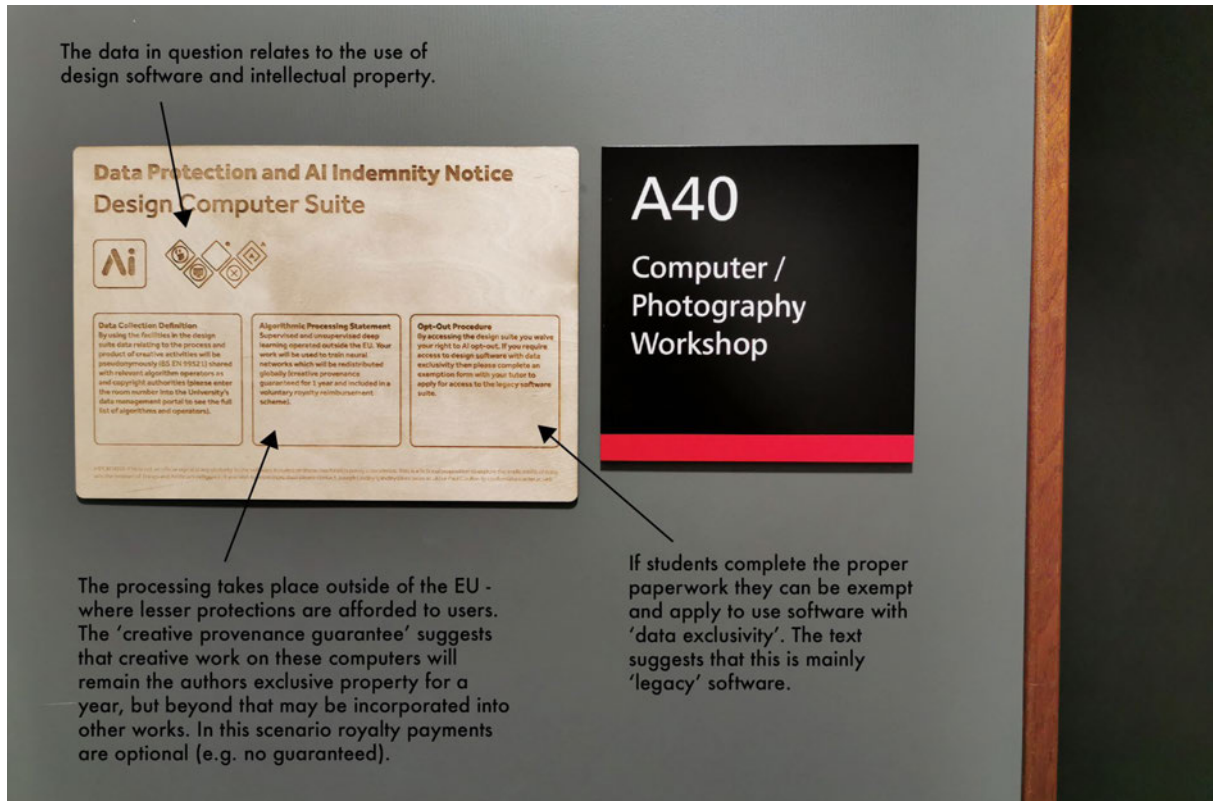 The data in question relates to the use of
design software and intellectual property.
Data Protection and AI Indemnity Notice
Design Computer Suite
Ai
Data Collection Definition
By using the facilities in the design
suite data relating to the process and
product of creative activities will be
pseudonymously (BS EN 99521) shared
with relevant algorithm operators
and copyright authorities (please enter
the room number into the University's
data management portal to see the full
list of algorithms and operators).
Algorithmic Processing Statement
Supervised and unsupervised deep
learning operated outside the EU. Your
work will be used to train neural
networks which will be redistributed
globally (creative provenance
guaranteed for 1 year and included in a
voluntary royalty reimbursement
scheme).
Opt-Out Procedure
By accessing the design suite you waive
your right to AI opt-out. If you require
access to design software with data
exclusivity then please complete an
exemption form with your tutor to
apply for access to the legacy software
suite.
A40
Computer /
Photography
Workshop
The processing takes place outside of the EU -
where lesser protections are afforded to users.
The 'creative provenance guarantee' suggests
that creative work on these computers will
remain the authors exclusive property for a
year, but beyond that may be incorporated into
other works. In this scenario royalty payments
are optional (e.g. no guaranteed).
If students complete the proper
paperwork they can be exempt
and apply to use software with
'data exclusivity'. The text
suggests that this is mainly
'legacy' software.